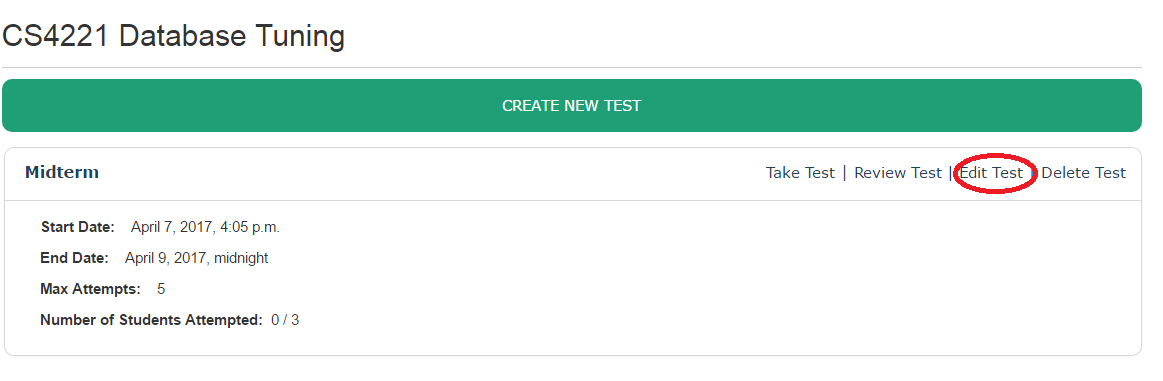 CS4221 Database Tuning
CREATE NEW TEST
Midterm
Take Test | Review Test | Edit Test | Delete Test
Start Date: April 7, 2017, 4:05 p.m.
End Date: April 9, 2017, midnight
Max Attempts: 5
Number of Students Attempted: 0 / 3